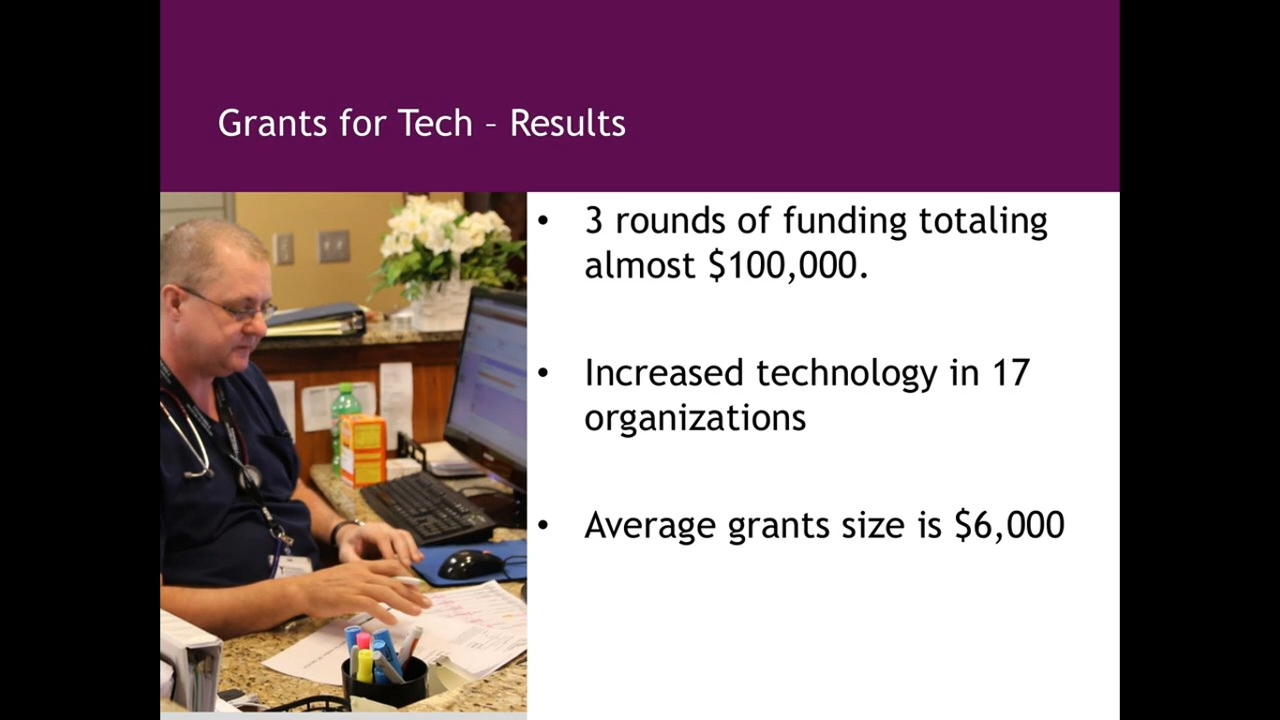 Grants for Tech – Results
• 3 rounds of funding totaling
almost $100,000.
• Increased technology in 17
organizations
• Average grants size is $6,000